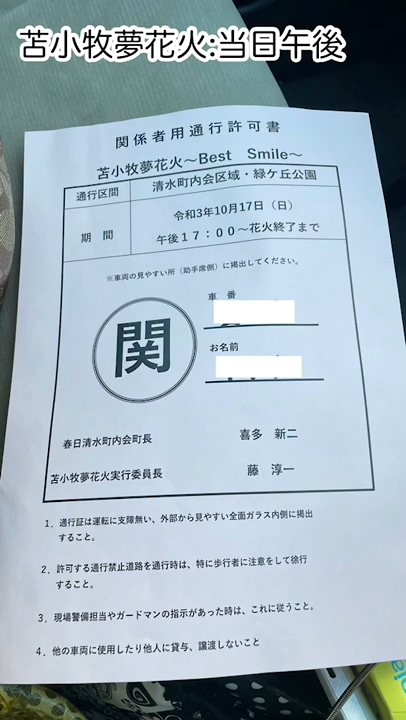 苫小牧夢花火:当日午後
関係者用通行許可書
苫小牧夢花火～Best Smile～
通行区間 清水町内会区域・緑ケ丘公園
期 間 令和3年10月17日（日）
午後17：00～花火終了まで
※車両の見やすい所（助手席側）に掲出してください。
車 番
関
お名前
春日清水町内会町長 喜多 新二
苫小牧夢花火実行委員長 藤 淳一
1．通行証は運転に支障無い、外部から見やすい全面ガラス内側に掲出
すること。
2．許可する通行禁止道路を通行時は、特に歩行者に注意をして徐行
すること。
3．現場警備担当やガードマンの指示があった時は、これに従うこと。
4．他の車両に使用したり他人に貸与、譲渡しないこと